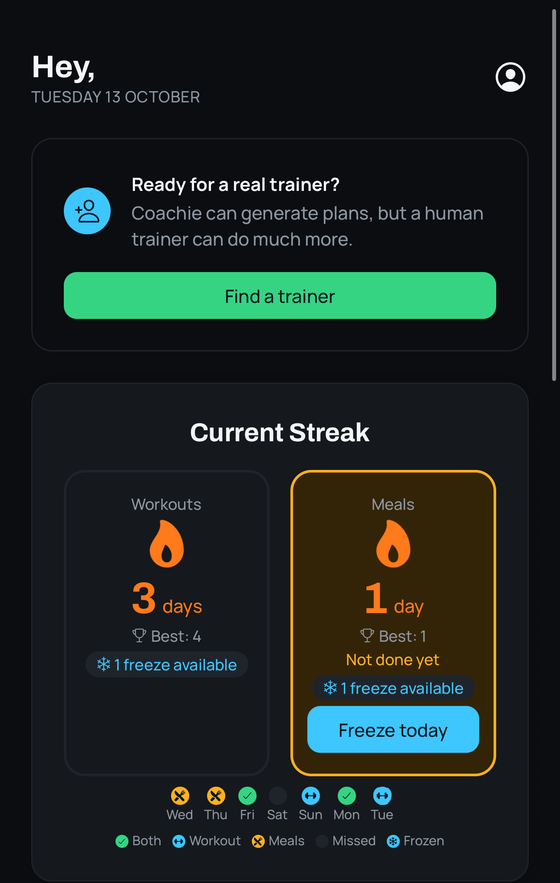 Hey,
TUESDAY 13 OCTOBER
Ready for a real trainer?
Coachie can generate plans, but a human
trainer can do much more.
Find a trainer
Current Streak
Workouts
3 days
Best: 4
1 freeze available
Meals
1 day
Best: 1
Not done yet
1 freeze available
Freeze today
Wed Thu Fri Sat Sun Mon Tue
Both Workout Meals Missed Frozen